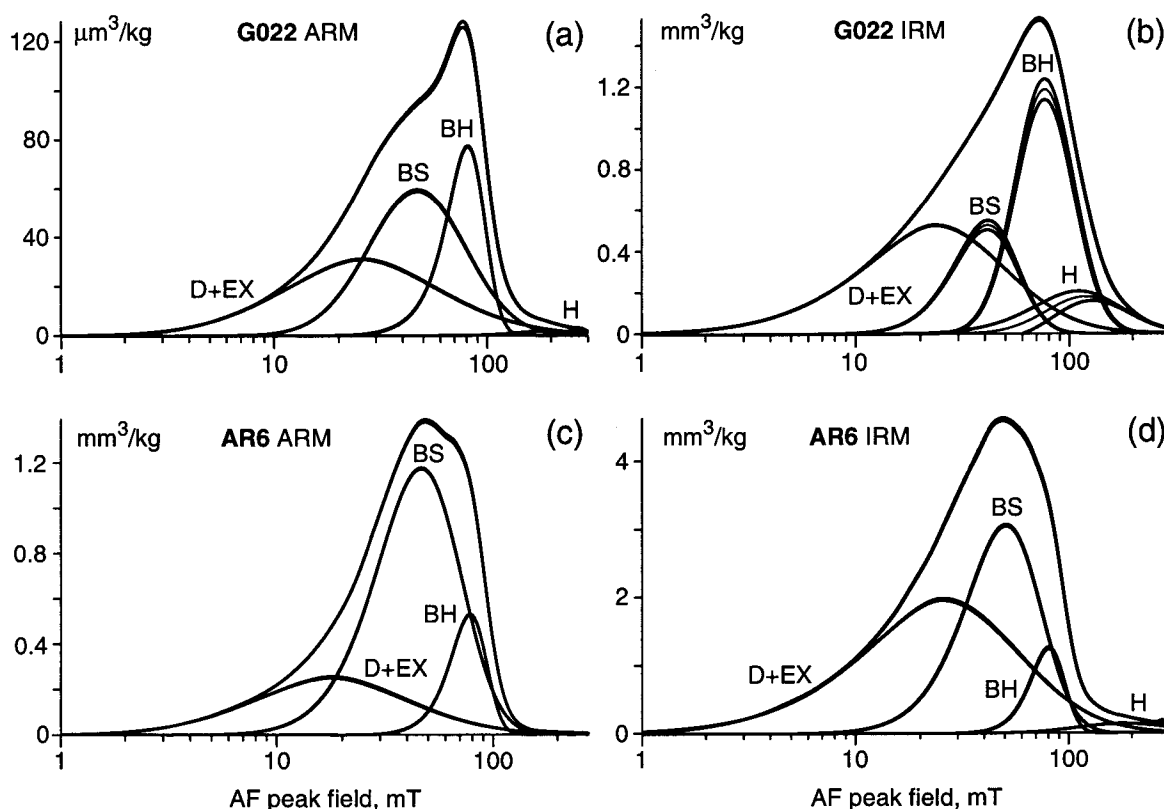 μm³/kg G022 ARM (a)
120
80
40
0
BH
BS
D+EX
H
1 10 100
mm³/kg G022 IRM (b)
1.2
0.8
0.4
0
BH
BS
D+EX
H
1 10 100
mm³/kg AR6 ARM (c)
1.2
0.8
0.4
0
BS
BH
D+EX
1 10 100
AF peak field, mT
mm³/kg AR6 IRM (d)
4
2
0
BS
D+EX
BH
H
1 10 100
AF peak field, mT